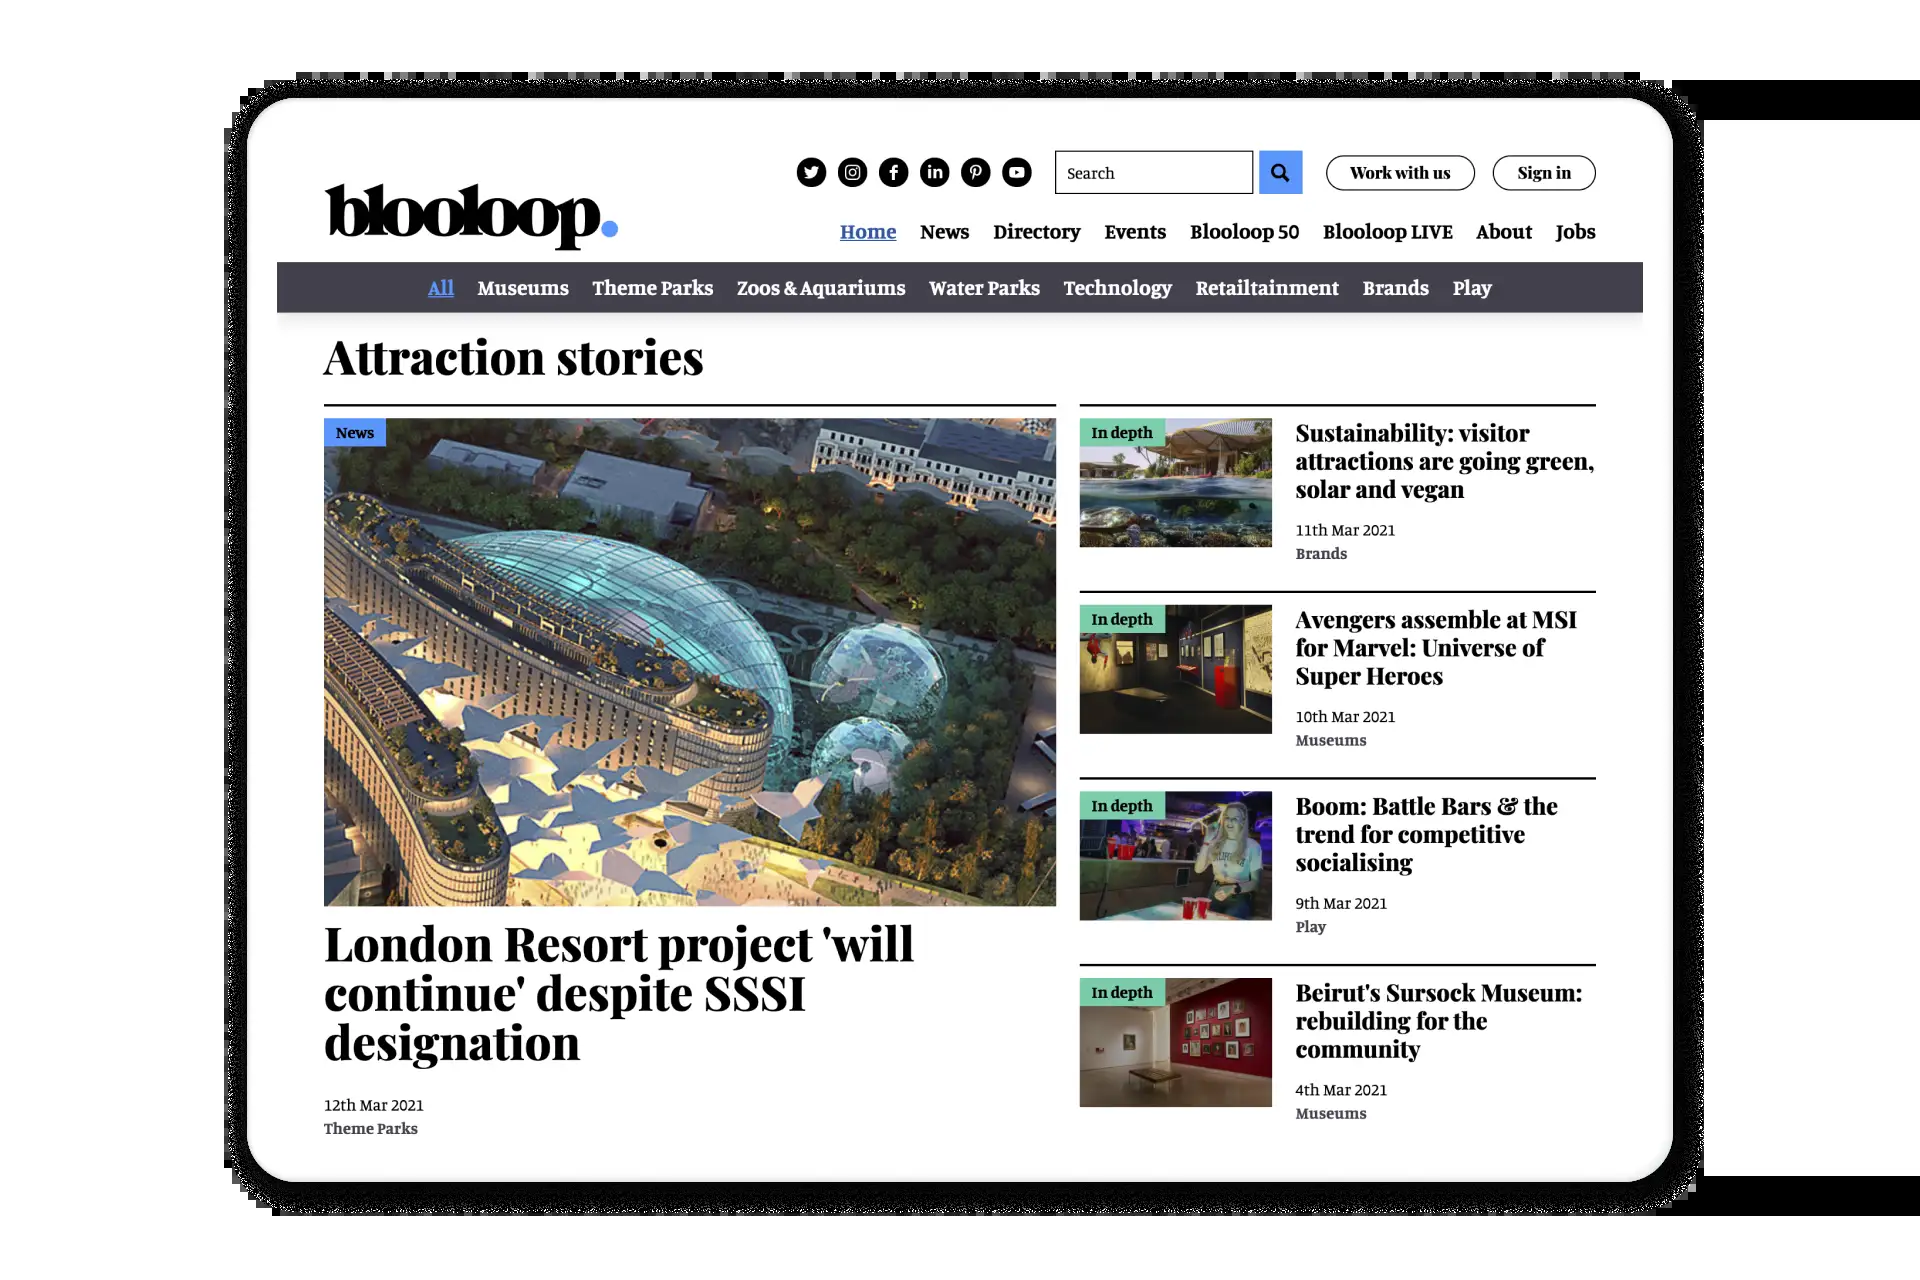 blooloop.
Search
Work with us
Sign in
Home News Directory Events Blooloop 50 Blooloop LIVE About Jobs
All Museums Theme Parks Zoos & Aquariums Water Parks Technology Retailtainment Brands Play
Attraction stories
News
London Resort project 'will
continue' despite SSSI
designation
12th Mar 2021
Theme Parks
In depth
Sustainability: visitor
attractions are going green,
solar and vegan
11th Mar 2021
Brands
In depth
Avengers assemble at MSI
for Marvel: Universe of
Super Heroes
10th Mar 2021
Museums
In depth
Boom: Battle Bars & the
trend for competitive
socialising
9th Mar 2021
Play
In depth
Beirut's Sursock Museum:
rebuilding for the
community
4th Mar 2021
Museums